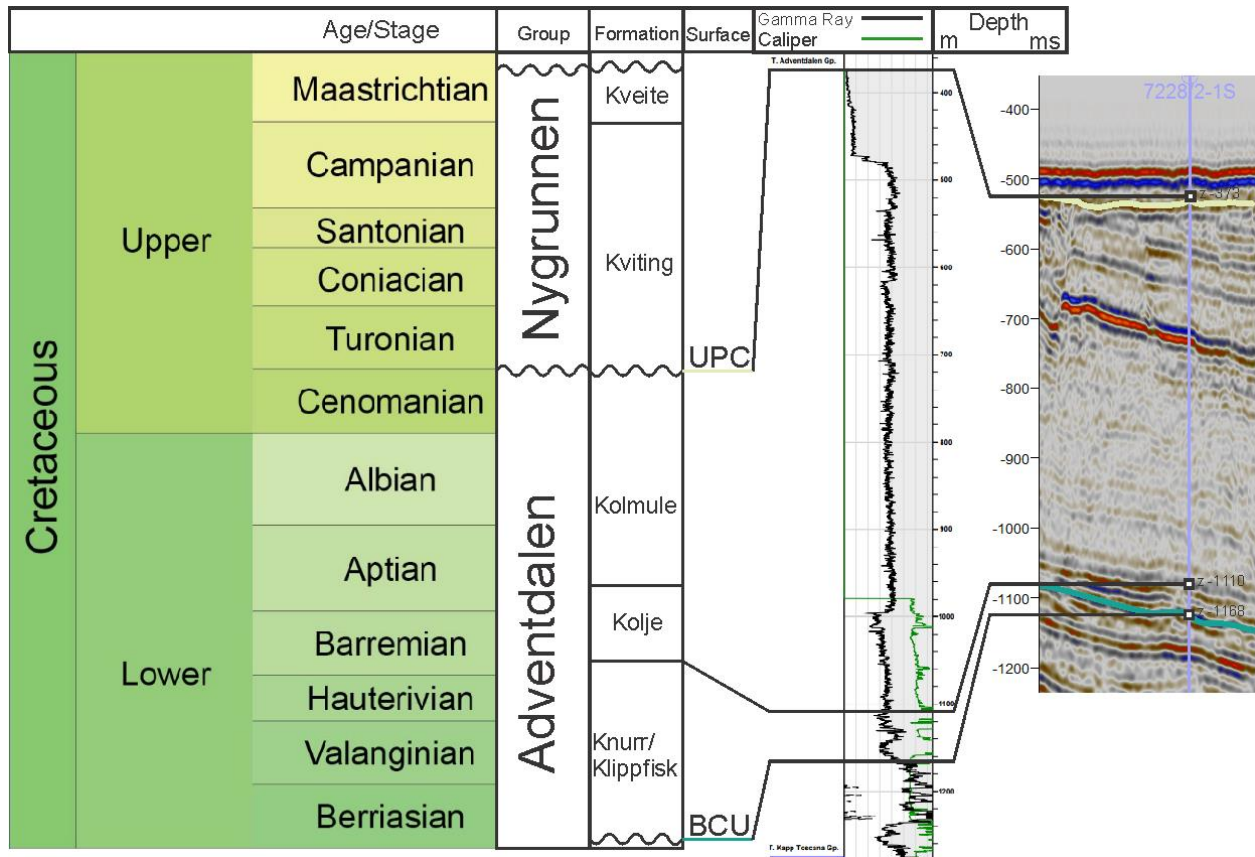 Age/Stage
Group
Formation
Surface
Gamma Ray
Caliper
Depth
m
ms
Cretaceous
Upper
Lower
Maastrichtian
Campanian
Santonian
Coniacian
Turonian
Cenomanian
Albian
Aptian
Barremian
Hauterivian
Valanginian
Berriasian
Nygrunnen
Adventdalen
Kveite
Kviting
Kolmule
Kolje
Knurr/
Klippfisk
UPC
BCU
T. Adventdalen Gp.
400
500
600
700
800
900
1000
1100
1200
T. Kapp Toscana Gp.
7228/2-1S
-400
-500
-600
-700
-800
-900
-1000
-1100
-1200
z -373
z -1110
z -1168